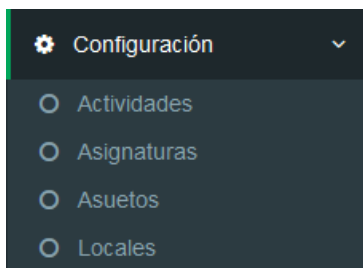 Configuración
Actividades
Asignaturas
Asuetos
Locales